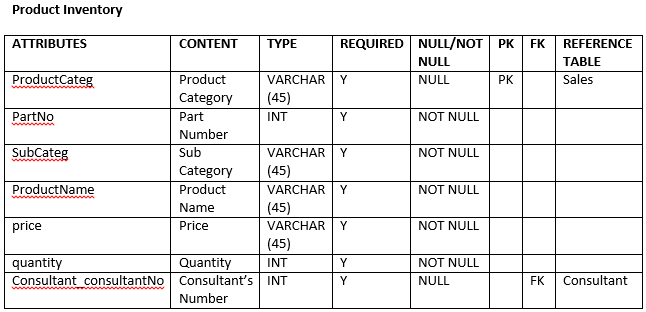 Product Inventory
ATTRIBUTES CONTENT TYPE REQUIRED NULL/NOT NULL PK FK REFERENCE TABLE
ProductCateg Product Category VARCHAR (45) Y NULL PK Sales
PartNo Part Number INT Y NOT NULL
SubCateg Sub Category VARCHAR (45) Y NOT NULL
ProductName Product Name VARCHAR (45) Y NOT NULL
price Price VARCHAR (45) Y NOT NULL
quantity Quantity INT Y NOT NULL
Consultant_consultantNo Consultant's Number INT Y NULL FK Consultant